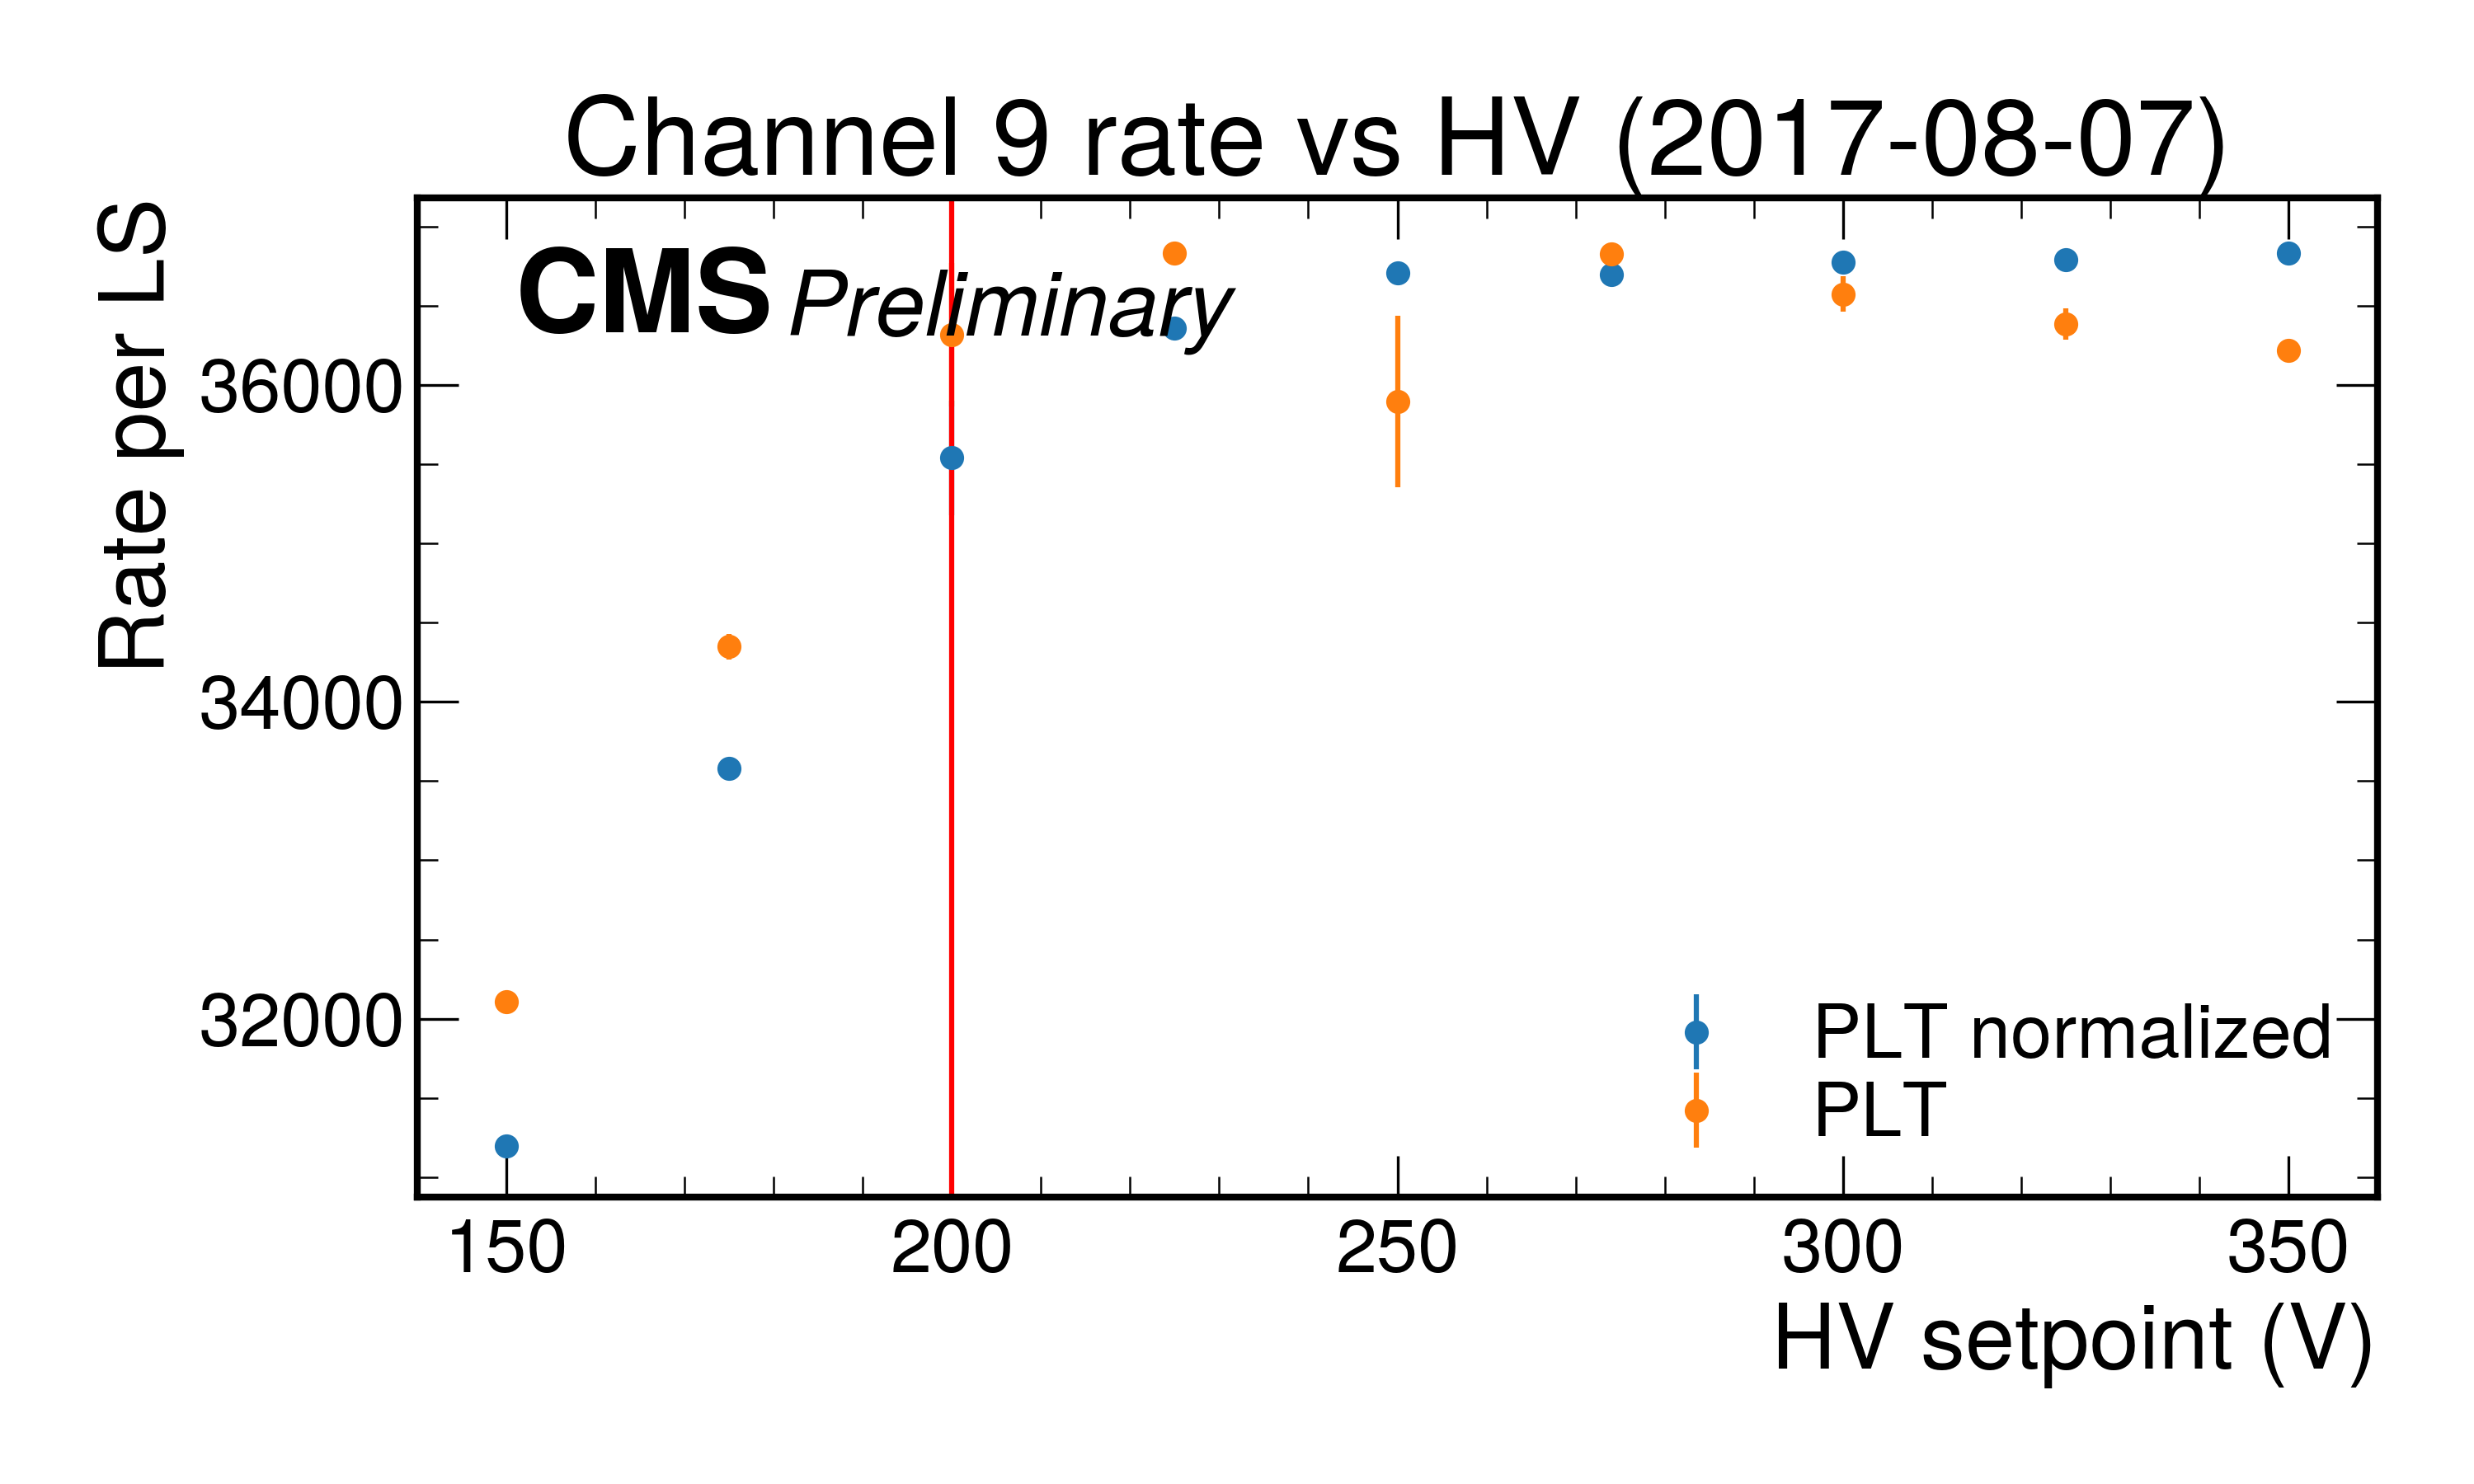 Channel 9 rate vs HV (2017-08-07)
CMS Preliminary
Rate per LS
36000
34000
32000
PLT normalized
PLT
150 200 250 300 350
HV setpoint (V)